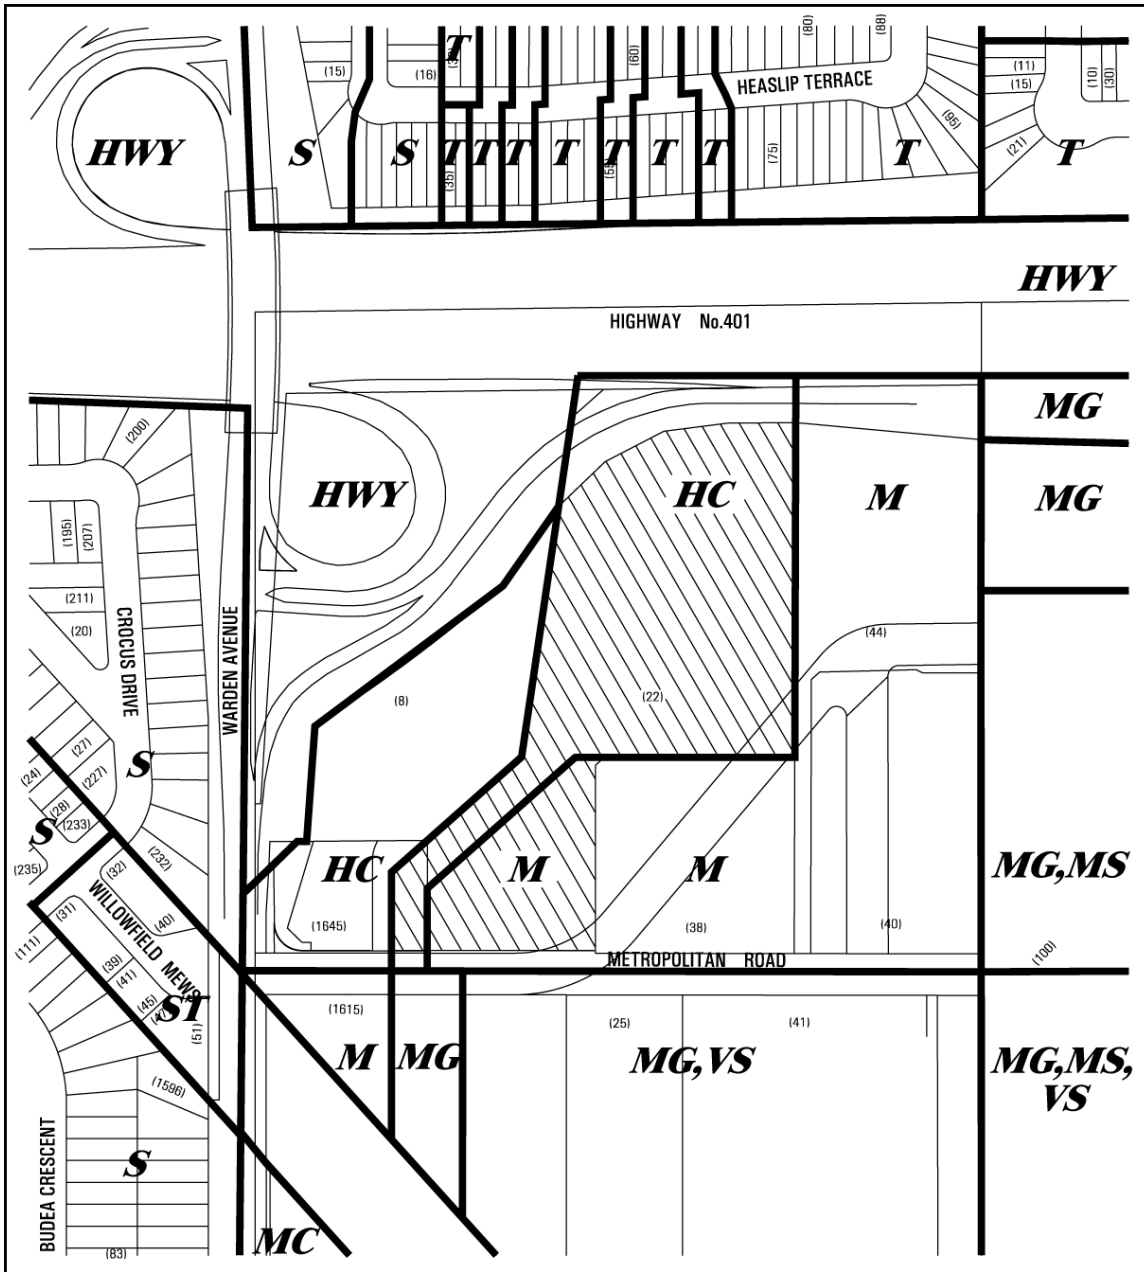 (80)
(88)
T
(60)
(15)
(16)
HEASLIP TERRACE
(11)
(15)
(10)
(30)
HWY
S
S
T
T
T
T
T
T
T
T
T
(35)
(55)
(75)
(95)
(21)
HWY
HIGHWAY No.401
MG
(200)
HWY
HC
M
MG
(195)
(207)
(211)
(20)
CROCUS DRIVE
WARDEN AVENUE
(44)
(8)
(22)
S
(27)
(24)
(227)
(28)
(233)
S
(235)
(232)
(32)
HC
M
M
MG,MS
WILLOWFIELD MEWS
(31)
(40)
(1645)
(38)
(40)
(111)
(39)
METROPOLITAN ROAD
(100)
(41)
(45)
ST
(51)
(1615)
(25)
(41)
M
MG
MG,VS
MG,MS,
VS
(1596)
BUDEA CRESCENT
S
MC
(83)